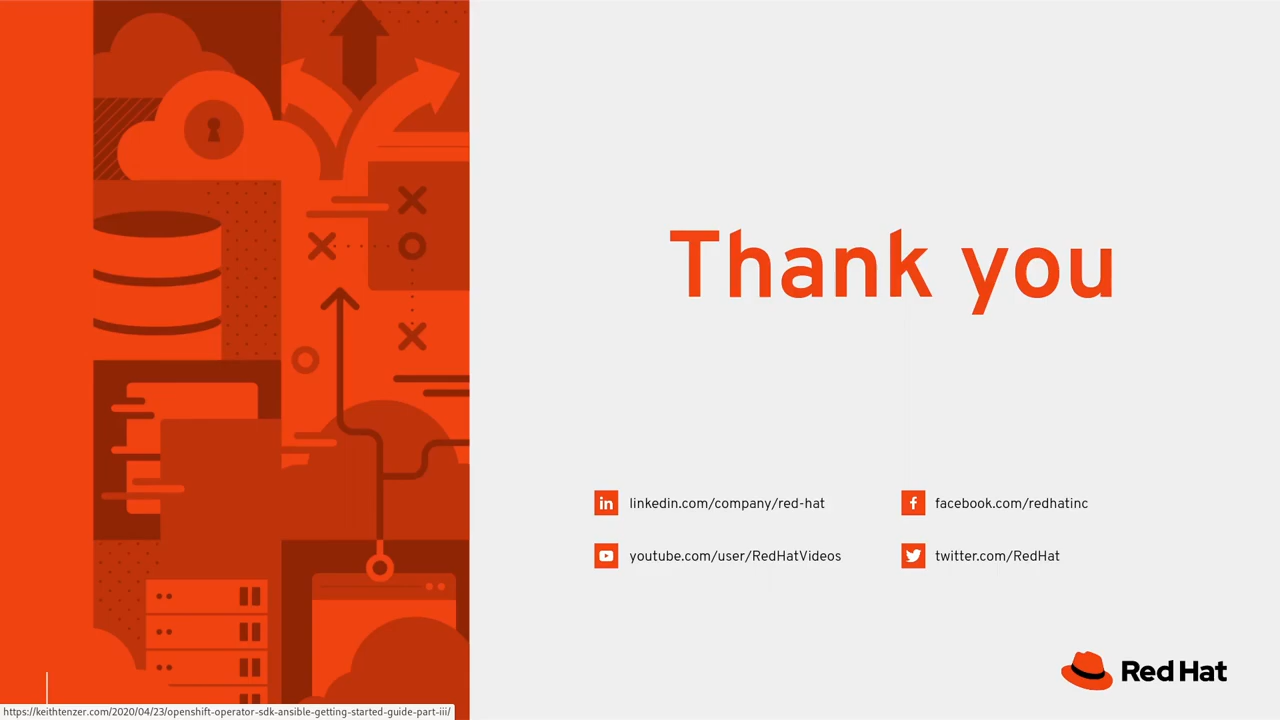 Thank you
linkedin.com/company/red-hat
facebook.com/redhatinc
youtube.com/user/RedHatVideos
twitter.com/RedHat
Red Hat
https://keithtenzer.com/2020/04/23/openshift-operator-sdk-ansible-getting-started-guide-part-iii/